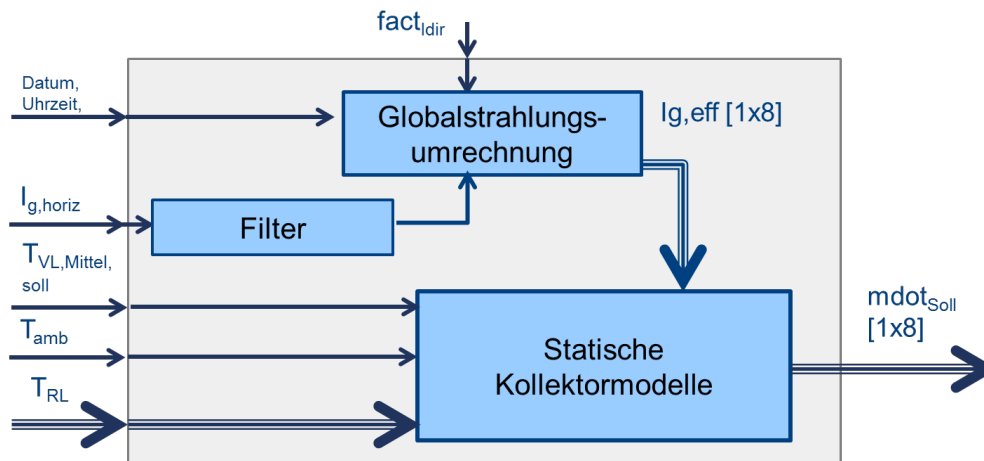 fact_Idir
Datum,
Uhrzeit,
Globalstrahlungs-
umrechnung
Ig,eff [1x8]
I_g,horiz
Filter
T_VL,Mittel,
soll
T_amb
T_RL
Statische
Kollektormodelle
mdot_Soll
[1x8]